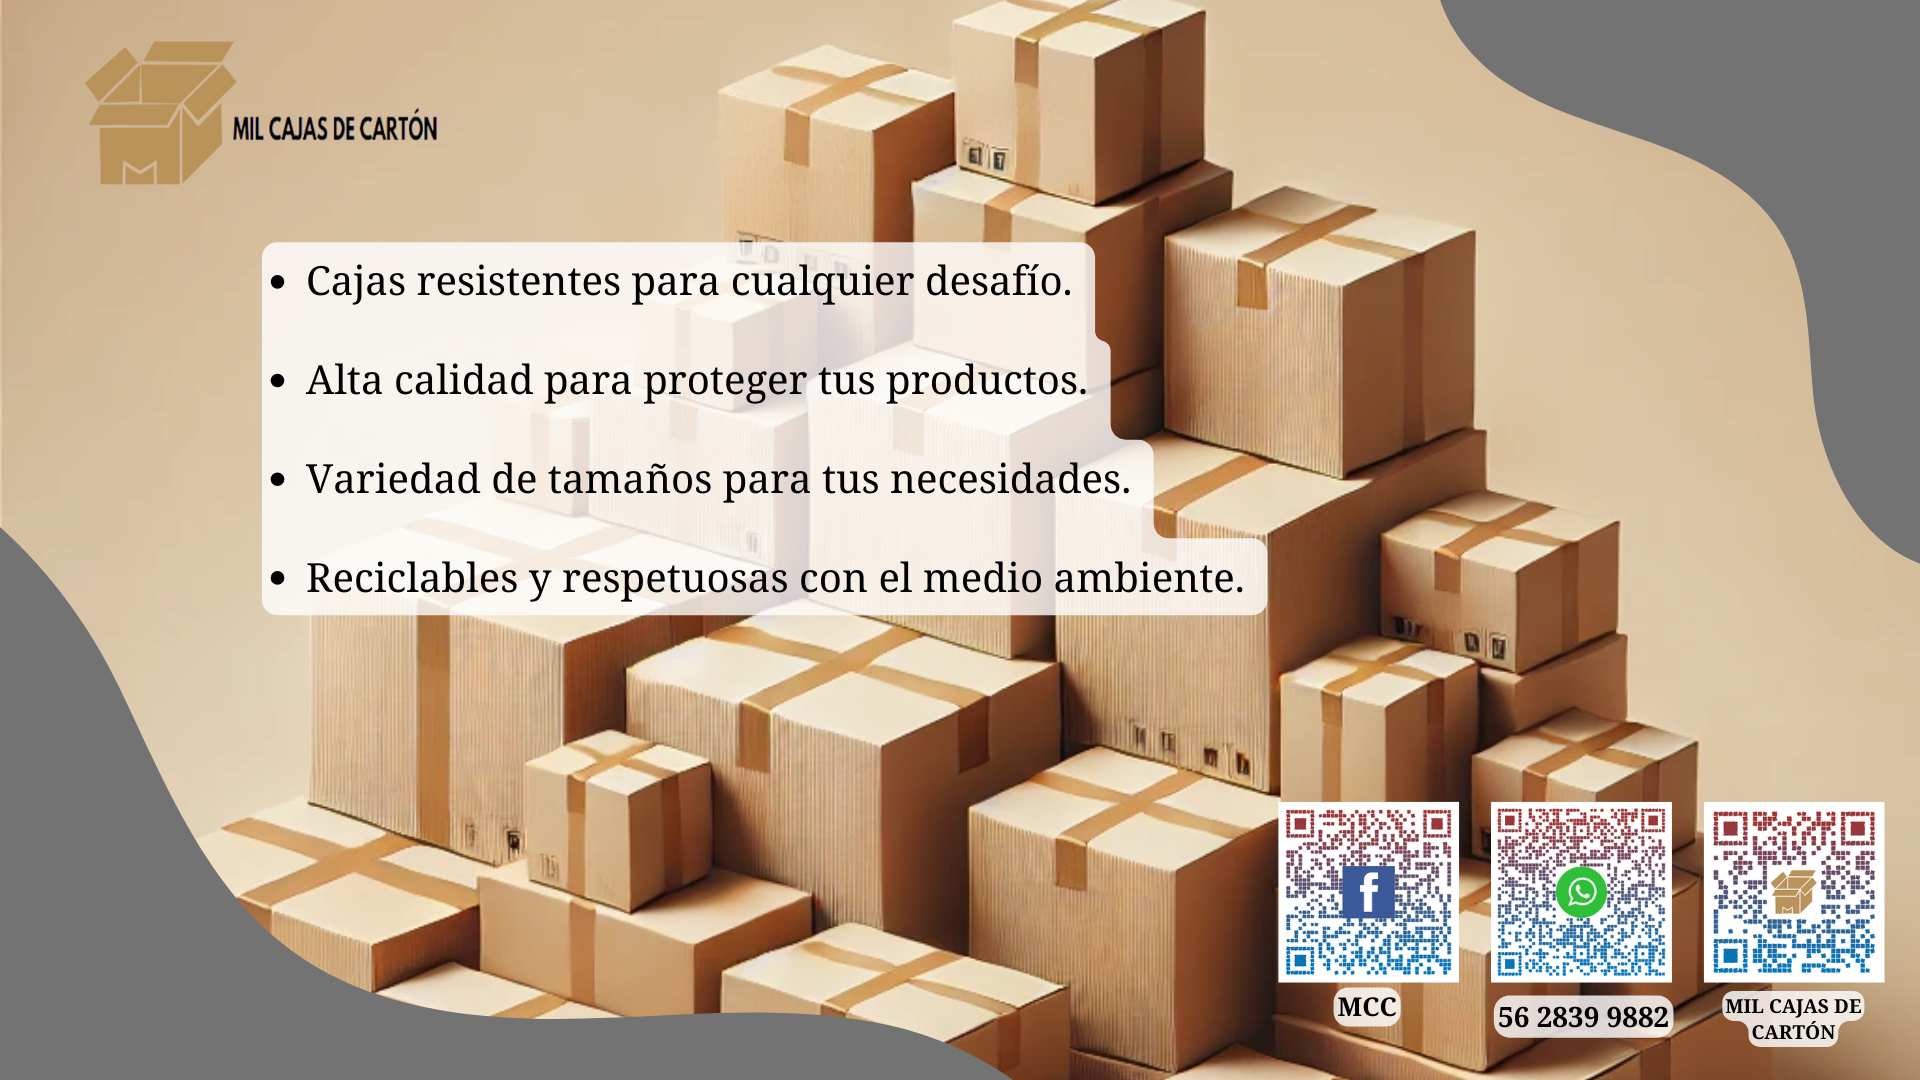 MIL CAJAS DE CARTÓN
• Cajas resistentes para cualquier desafío.
• Alta calidad para proteger tus productos.
• Variedad de tamaños para tus necesidades.
• Reciclables y respetuosas con el medio ambiente.
MCC
56 2839 9882
MIL CAJAS DE
CARTÓN